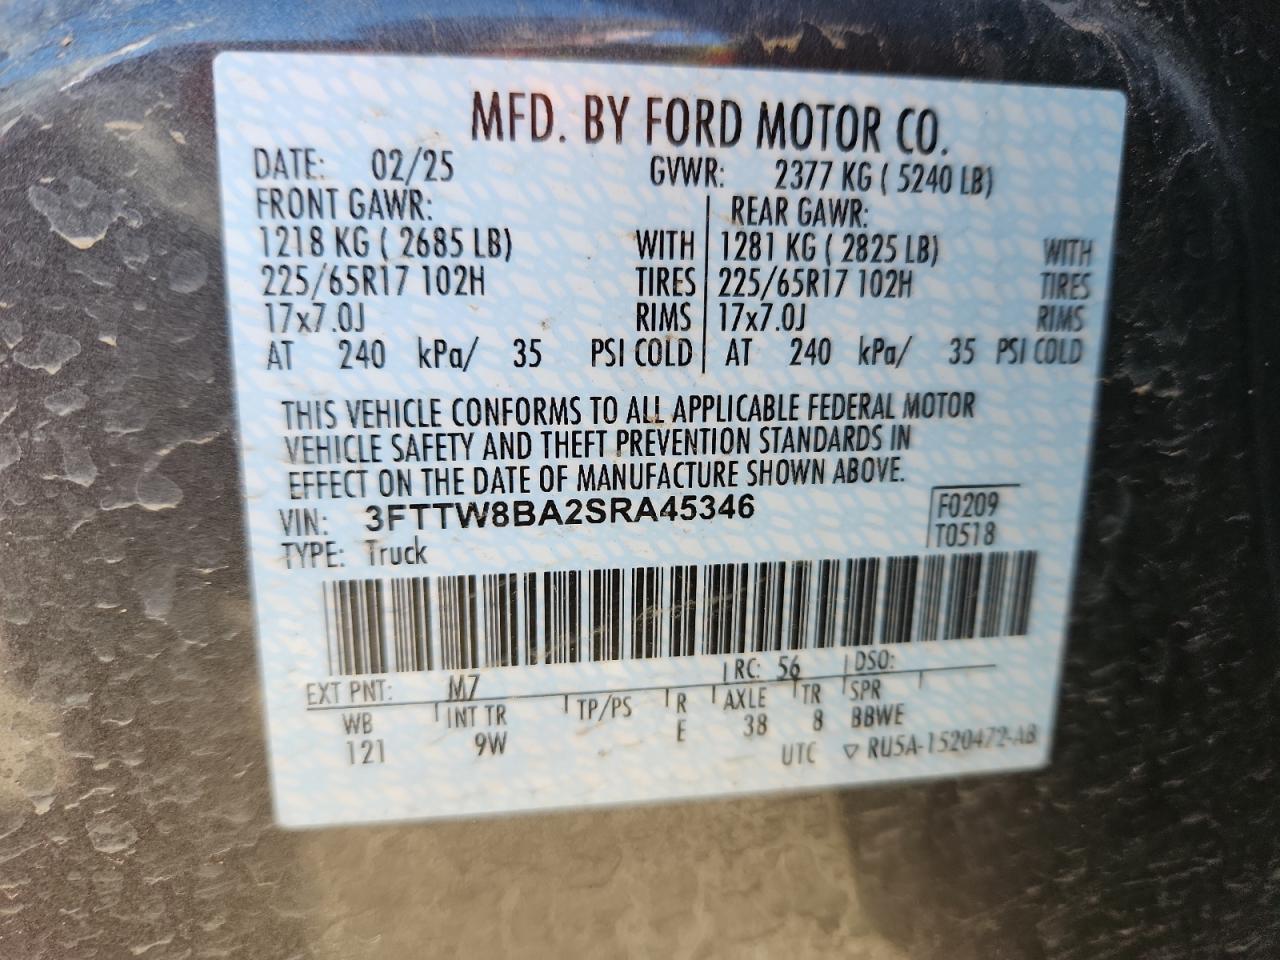 MFD. BY FORD MOTOR CO.
DATE: 02/25 GVWR: 2377 KG ( 5240 LB)
FRONT GAWR: REAR GAWR:
1218 KG ( 2685 LB) WITH 1281 KG ( 2825 LB) WITH
225/65R17 102H TIRES 225/65R17 102H TIRES
17x7.0J RIMS 17x7.0J RIMS
AT 240 kPa/ 35 PSI COLD AT 240 kPa/ 35 PSI COLD
THIS VEHICLE CONFORMS TO ALL APPLICABLE FEDERAL MOTOR
VEHICLE SAFETY AND THEFT PREVENTION STANDARDS IN
EFFECT ON THE DATE OF MANUFACTURE SHOWN ABOVE.
VIN: 3FTTW8BA2SRA45346 F0209
TYPE: Truck T0518
EXT PNT: M7 RC: 56 DSO:
WB INT TR TP/PS R AXLE TR SPR
121 9W E 38 8 BBWE
UTC ▽ RU5A-1520472-AB